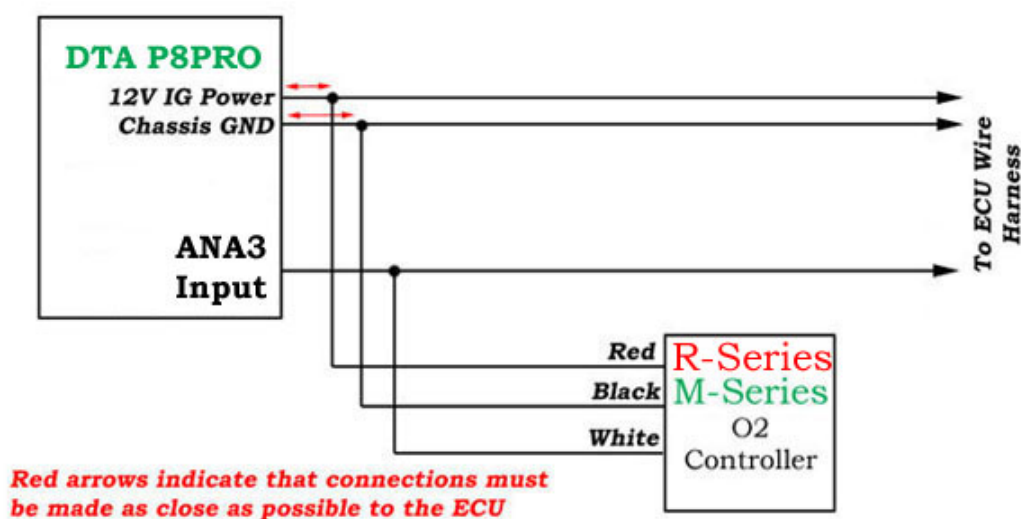 DTA P8PRO
12V IG Power
Chassis GND
ANA3
Input
To ECU Wire
Harness
Red
Black
White
R-Series
M-Series
O2
Controller
Red arrows indicate that connections must
be made as close as possible to the ECU